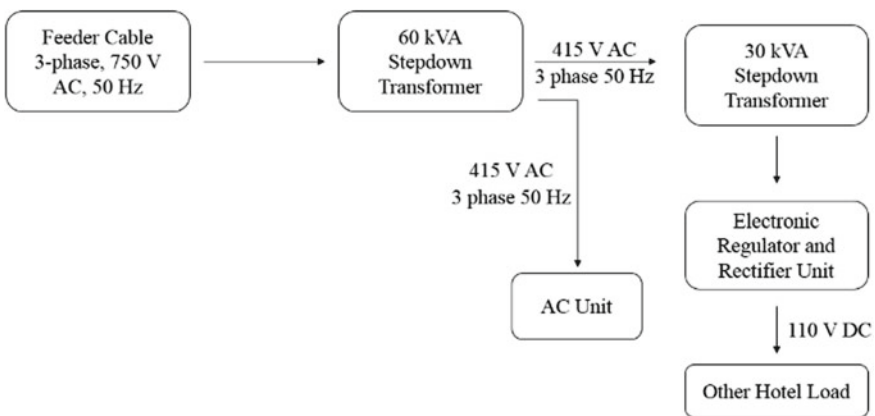 Feeder Cable
3-phase, 750 V
AC, 50 Hz
60 kVA
Stepdown
Transformer
415 V AC
3 phase 50 Hz
30 kVA
Stepdown
Transformer
415 V AC
3 phase 50 Hz
AC Unit
Electronic
Regulator and
Rectifier Unit
110 V DC
Other Hotel Load